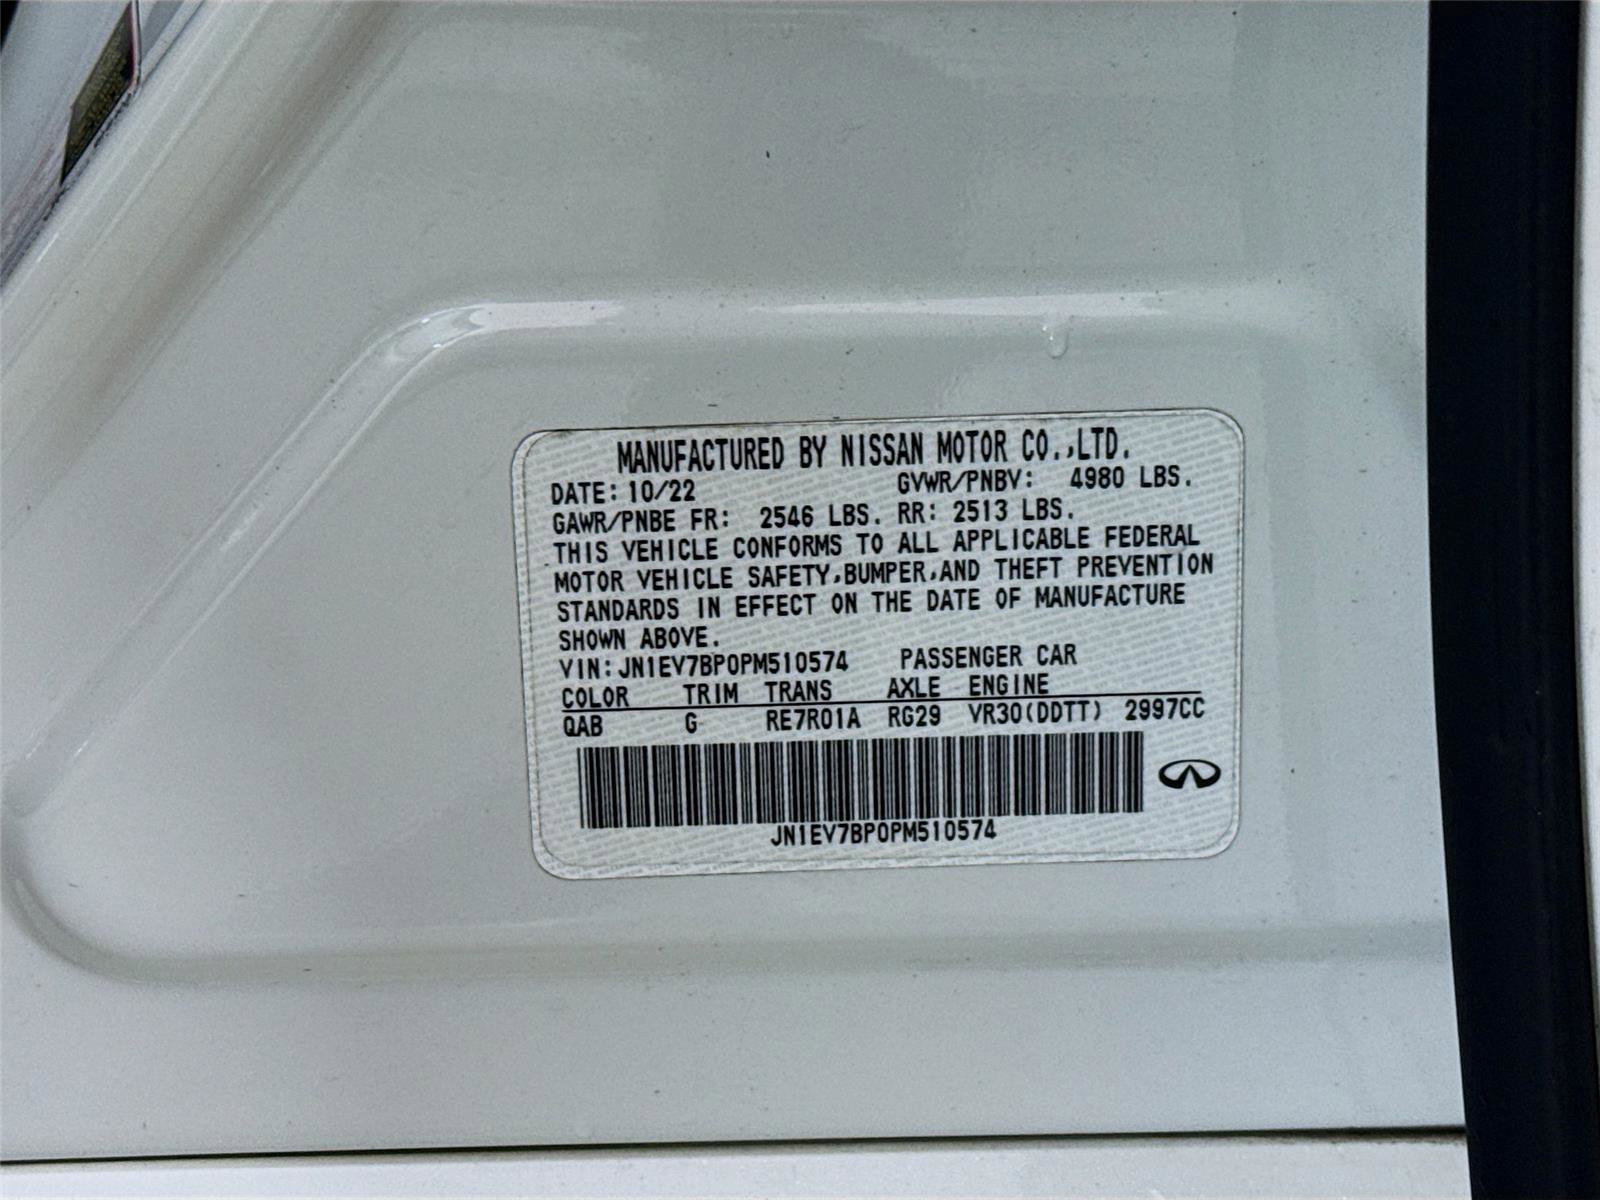 MANUFACTURED BY NISSAN MOTOR CO.,LTD.
DATE: 10/22 GVWR/PNBV: 4980 LBS.
GAWR/PNBE FR: 2546 LBS. RR: 2513 LBS.
THIS VEHICLE CONFORMS TO ALL APPLICABLE FEDERAL
MOTOR VEHICLE SAFETY,BUMPER,AND THEFT PREVENTION
STANDARDS IN EFFECT ON THE DATE OF MANUFACTURE
SHOWN ABOVE.
VIN: JN1EV7BP0PM510574 PASSENGER CAR
COLOR TRIM TRANS AXLE ENGINE
QAB G RE7R01A RG29 VR30(DDTT) 2997CC
JN1EV7BP0PM510574